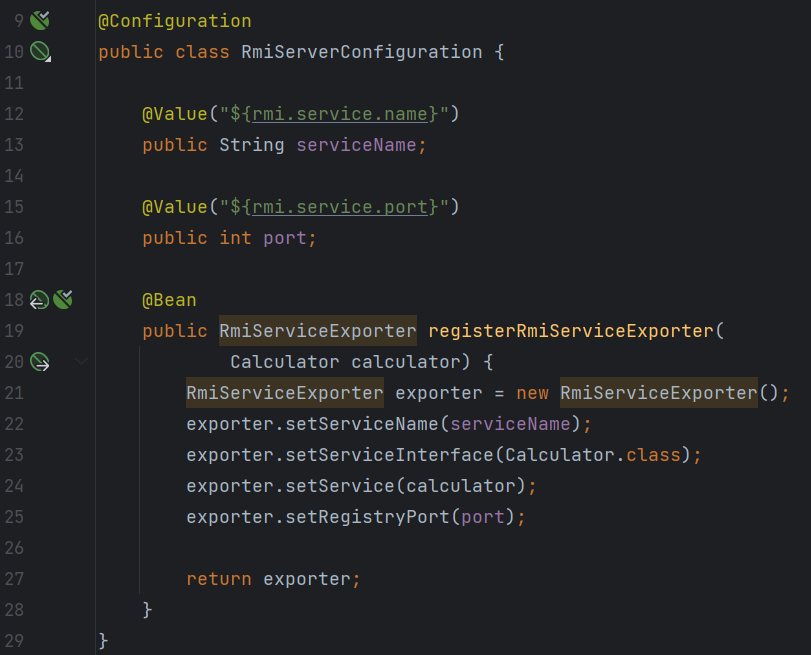 9 @Configuration
10 public class RmiServerConfiguration {
11
12 @Value("${rmi.service.name}")
13 public String serviceName;
14
15 @Value("${rmi.service.port}")
16 public int port;
17
18 @Bean
19 public RmiServiceExporter registerRmiServiceExporter(
20 Calculator calculator) {
21 RmiServiceExporter exporter = new RmiServiceExporter();
22 exporter.setServiceName(serviceName);
23 exporter.setServiceInterface(Calculator.class);
24 exporter.setService(calculator);
25 exporter.setRegistryPort(port);
26
27 return exporter;
28 }
29 }